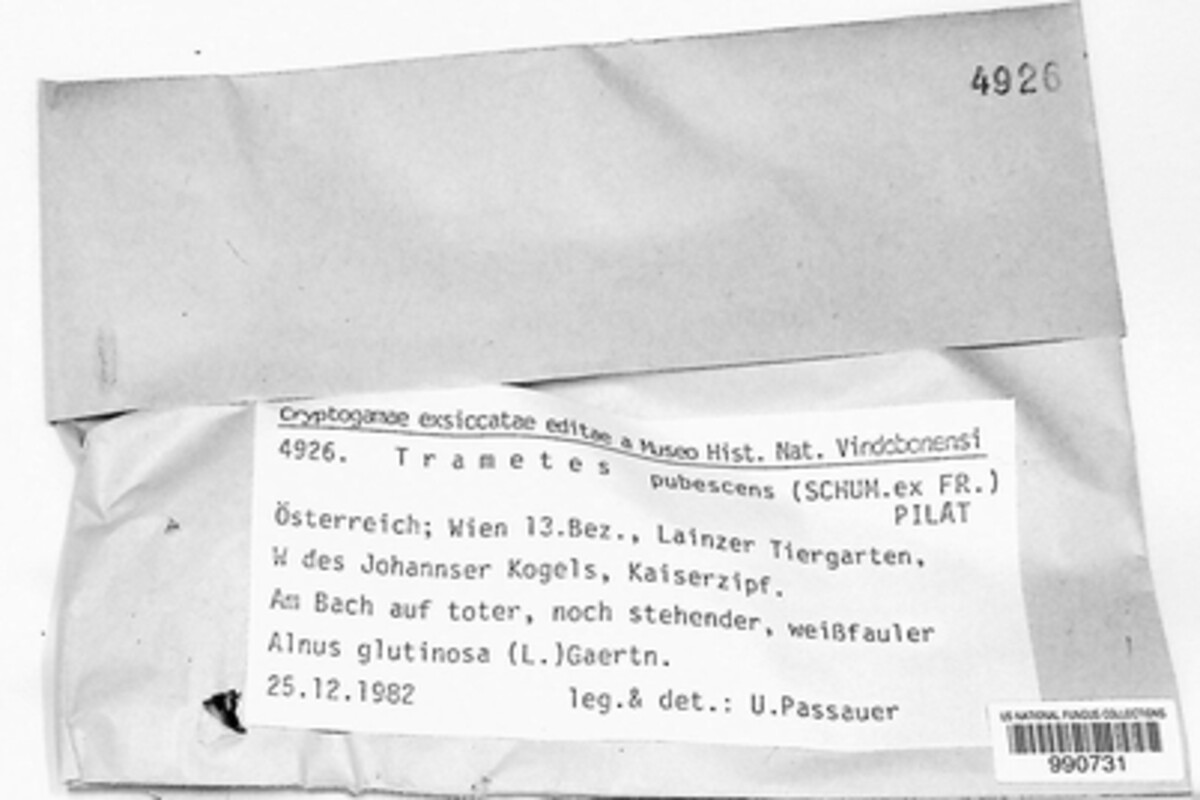 4926
Cryptogamae exsiccatae editae a Museo Hist. Nat. Vindobonensi
4926. Trametes pubescens (SCHUM.ex FR.)
PILAT
Österreich; Wien 13.Bez., Lainzer Tiergarten,
W des Johannser Kogels, Kaiserzipf.
Am Bach auf toter, noch stehender, weißfauler
Alnus glutinosa (L.)Gaertn.
25.12.1982 leg.& det.: U.Passauer
US NATIONAL FUNGUS COLLECTIONS
990731